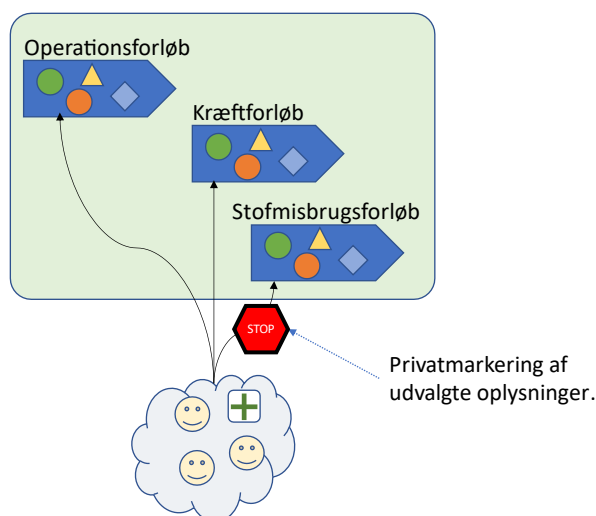 Operationsforløb
Kræftforløb
Stofmisbrugsforløb
STOP
Privatmarkering af
udvalgte oplysninger.